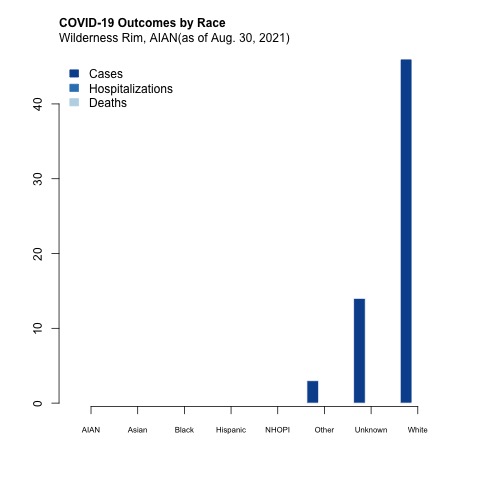 COVID-19 Outcomes by Race
Wilderness Rim, AIAN(as of Aug. 30, 2021)
Cases
Hospitalizations
Deaths
40
30
20
10
0
AIAN Asian Black Hispanic NHOPI Other Unknown White